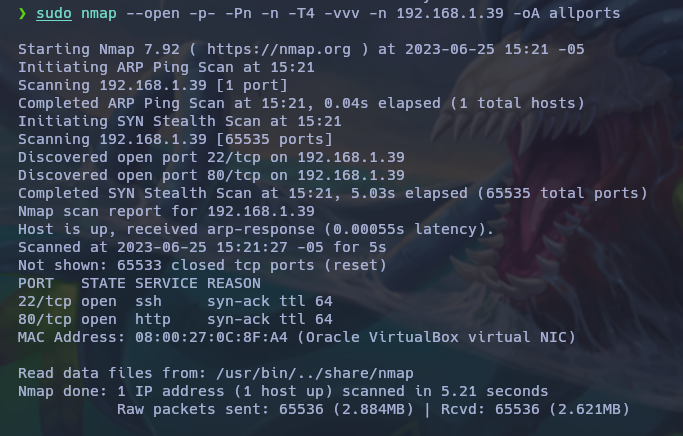 ❯ sudo nmap --open -p- -Pn -n -T4 -vvv -n 192.168.1.39 -oA allports
Starting Nmap 7.92 ( https://nmap.org ) at 2023-06-25 15:21 -05
Initiating ARP Ping Scan at 15:21
Scanning 192.168.1.39 [1 port]
Completed ARP Ping Scan at 15:21, 0.04s elapsed (1 total hosts)
Initiating SYN Stealth Scan at 15:21
Scanning 192.168.1.39 [65535 ports]
Discovered open port 22/tcp on 192.168.1.39
Discovered open port 80/tcp on 192.168.1.39
Completed SYN Stealth Scan at 15:21, 5.03s elapsed (65535 total ports)
Nmap scan report for 192.168.1.39
Host is up, received arp-response (0.00055s latency).
Scanned at 2023-06-25 15:21:27 -05 for 5s
Not shown: 65533 closed tcp ports (reset)
PORT   STATE SERVICE REASON
22/tcp open  ssh     syn-ack ttl 64
80/tcp open  http    syn-ack ttl 64
MAC Address: 08:00:27:0C:8F:A4 (Oracle VirtualBox virtual NIC)
Read data files from: /usr/bin/../share/nmap
Nmap done: 1 IP address (1 host up) scanned in 5.21 seconds
           Raw packets sent: 65536 (2.884MB) | Rcvd: 65536 (2.621MB)